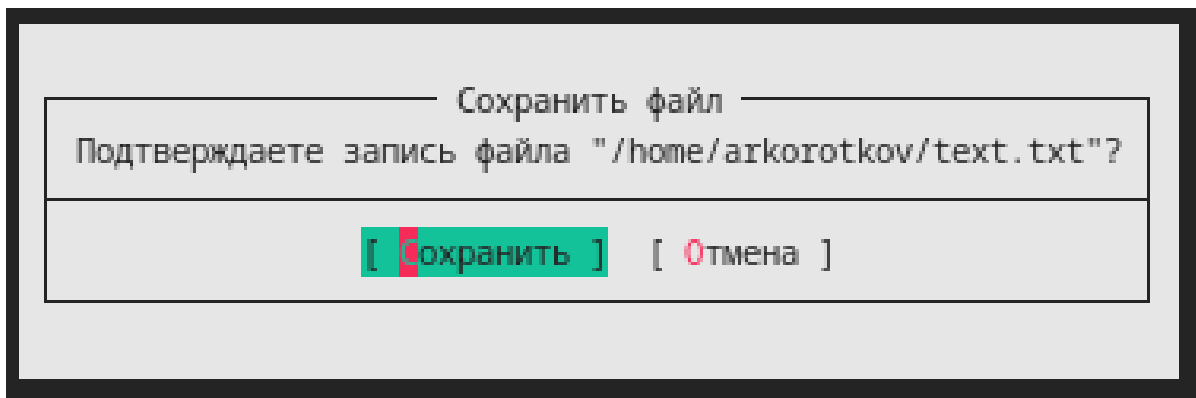 Сохранить файл
Подтверждаете запись файла "/home/arkorotkov/text.txt"?
[ Сохранить ] [ Отмена ]